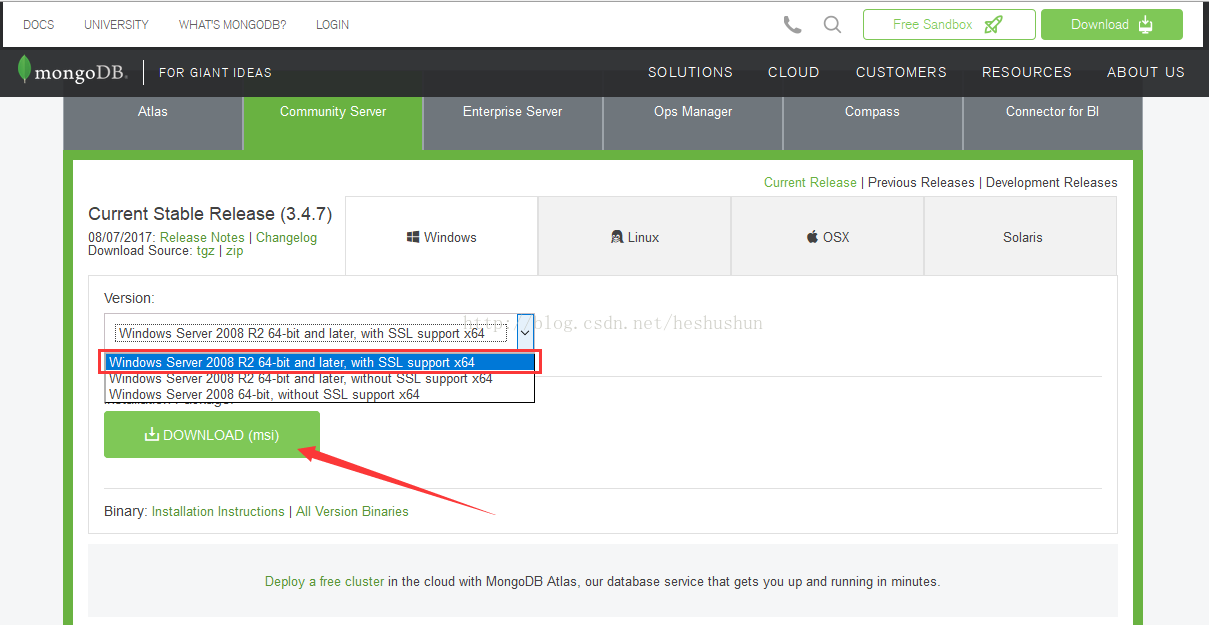 DOCS UNIVERSITY WHAT'S MONGODB? LOGIN Free Sandbox Download
mongoDB. FOR GIANT IDEAS SOLUTIONS CLOUD CUSTOMERS RESOURCES ABOUT US
Atlas Community Server Enterprise Server Ops Manager Compass Connector for BI
Current Release | Previous Releases | Development Releases
Current Stable Release (3.4.7)
08/07/2017: Release Notes | Changelog
Download Source: tgz | zip
Windows Linux OSX Solaris
Version:
http://blog.csdn.net/heshushun
Windows Server 2008 R2 64-bit and later, with SSL support x64
Windows Server 2008 R2 64-bit and later, with SSL support x64
Windows Server 2008 R2 64-bit and later, without SSL support x64
Windows Server 2008 64-bit, without SSL support x64
DOWNLOAD (msi)
Binary: Installation Instructions | All Version Binaries
Deploy a free cluster in the cloud with MongoDB Atlas, our database service that gets you up and running in minutes.